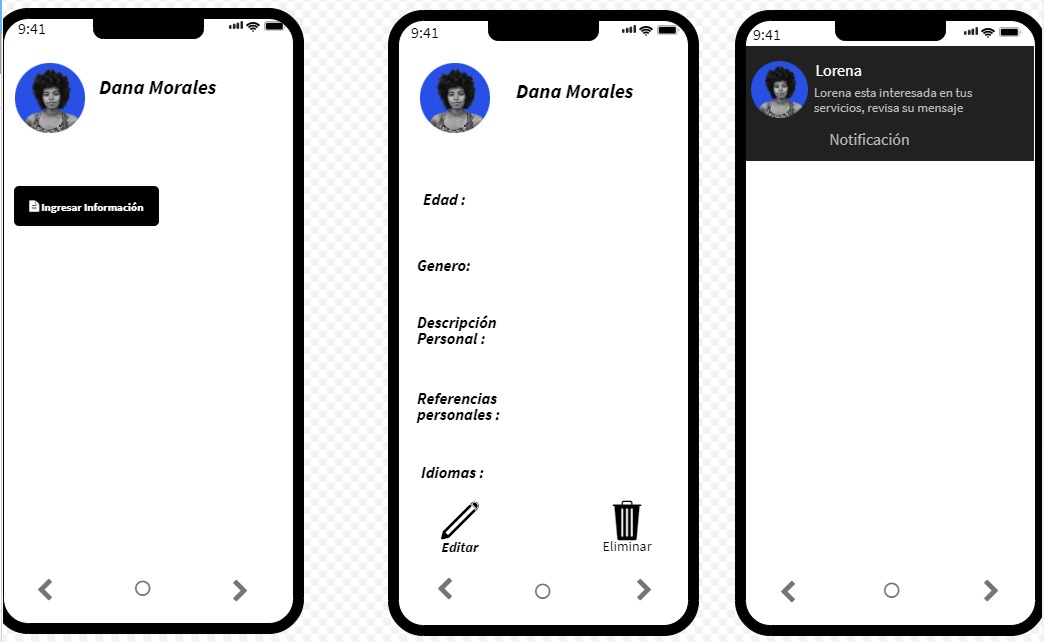 9:41
Dana Morales
Ingresar Información
9:41
Dana Morales
Edad :
Genero:
Descripción
Personal :
Referencias
personales :
Idiomas :
Editar
Eliminar
9:41
Lorena
Lorena esta interesada en tus
servicios, revisa su mensaje
Notificación